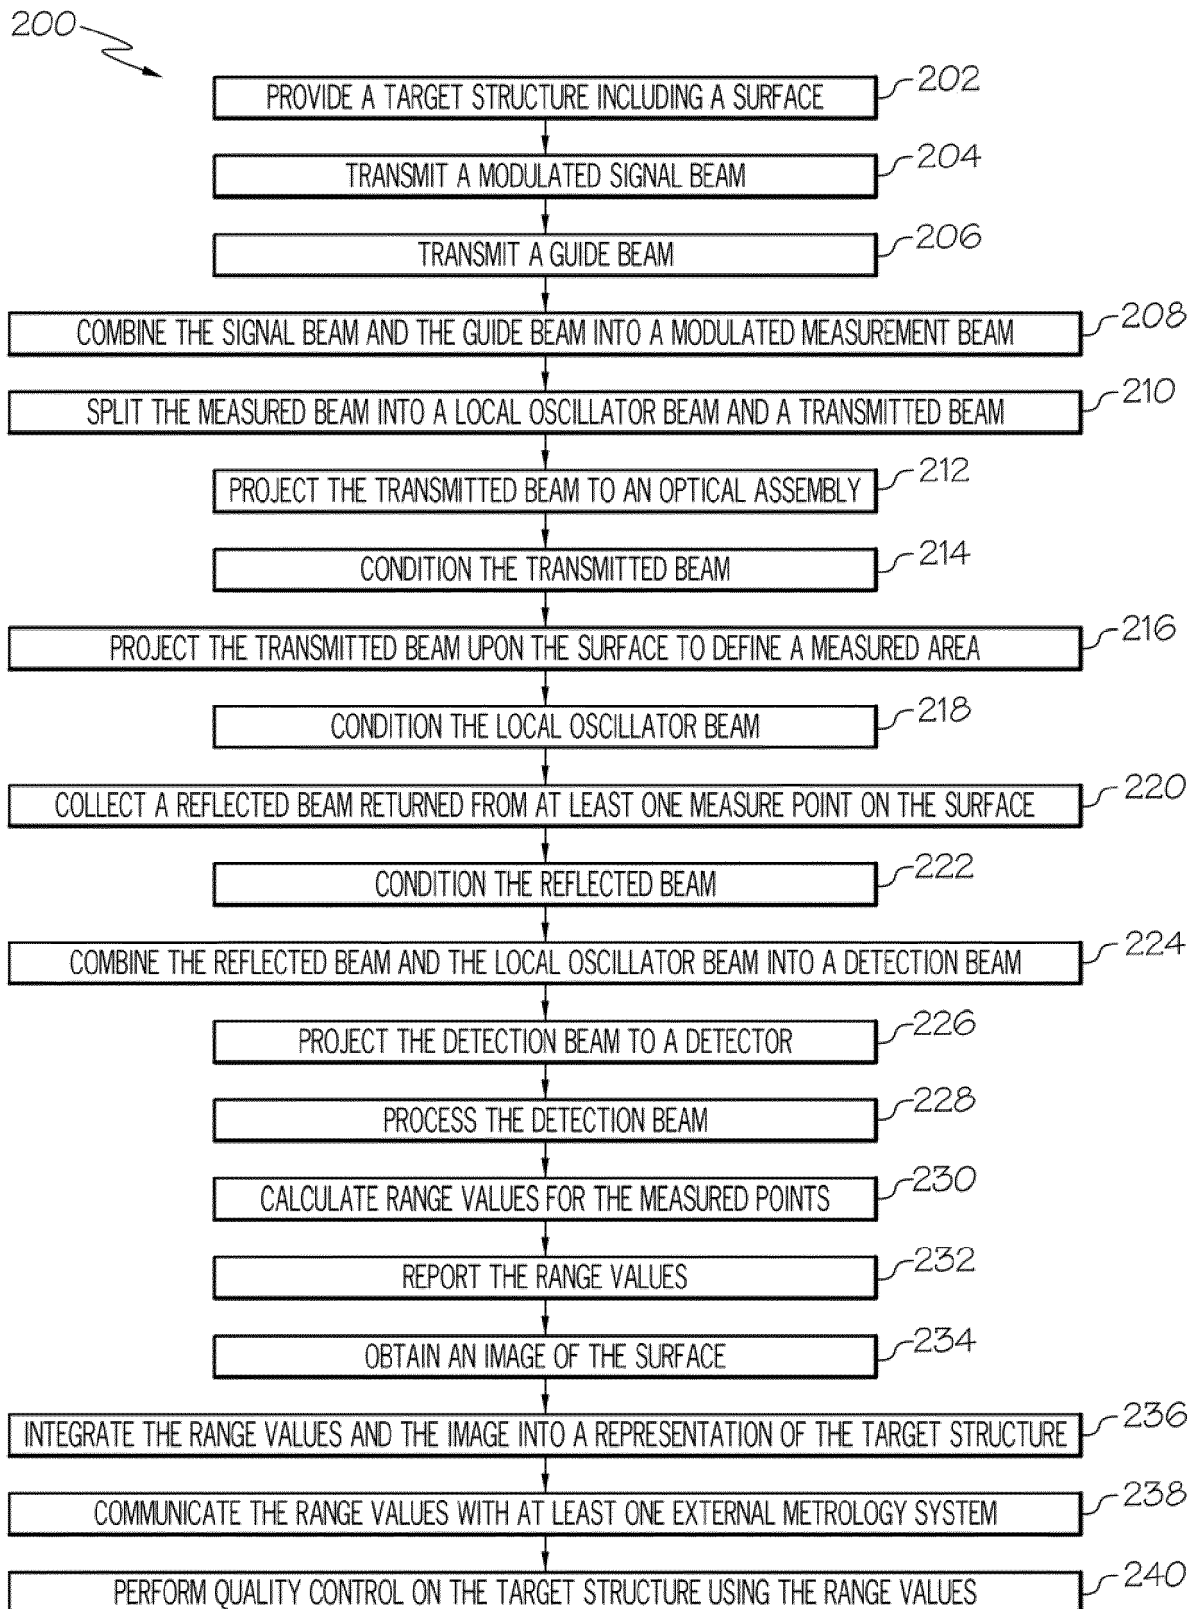 200
PROVIDE A TARGET STRUCTURE INCLUDING A SURFACE 202
TRANSMIT A MODULATED SIGNAL BEAM 204
TRANSMIT A GUIDE BEAM 206
COMBINE THE SIGNAL BEAM AND THE GUIDE BEAM INTO A MODULATED MEASUREMENT BEAM 208
SPLIT THE MEASURED BEAM INTO A LOCAL OSCILLATOR BEAM AND A TRANSMITTED BEAM 210
PROJECT THE TRANSMITTED BEAM TO AN OPTICAL ASSEMBLY 212
CONDITION THE TRANSMITTED BEAM 214
PROJECT THE TRANSMITTED BEAM UPON THE SURFACE TO DEFINE A MEASURED AREA 216
CONDITION THE LOCAL OSCILLATOR BEAM 218
COLLECT A REFLECTED BEAM RETURNED FROM AT LEAST ONE MEASURE POINT ON THE SURFACE 220
CONDITION THE REFLECTED BEAM 222
COMBINE THE REFLECTED BEAM AND THE LOCAL OSCILLATOR BEAM INTO A DETECTION BEAM 224
PROJECT THE DETECTION BEAM TO A DETECTOR 226
PROCESS THE DETECTION BEAM 228
CALCULATE RANGE VALUES FOR THE MEASURED POINTS 230
REPORT THE RANGE VALUES 232
OBTAIN AN IMAGE OF THE SURFACE 234
INTEGRATE THE RANGE VALUES AND THE IMAGE INTO A REPRESENTATION OF THE TARGET STRUCTURE 236
COMMUNICATE THE RANGE VALUES WITH AT LEAST ONE EXTERNAL METROLOGY SYSTEM 238
PERFORM QUALITY CONTROL ON THE TARGET STRUCTURE USING THE RANGE VALUES 240